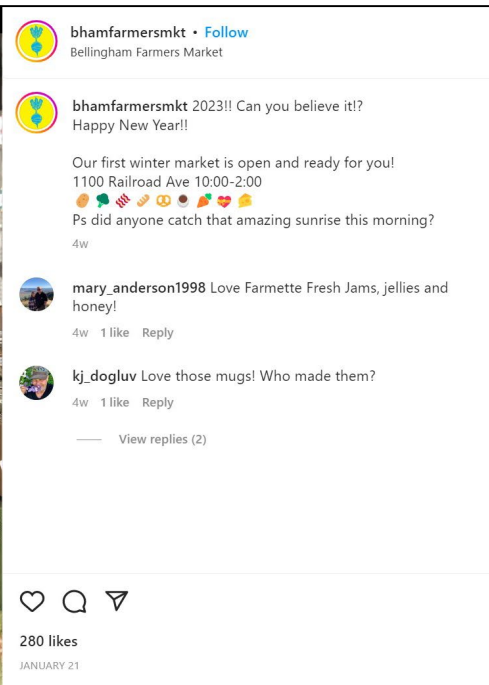 bhamfarmersmkt • Follow
Bellingham Farmers Market
bhamfarmersmkt 2023!! Can you believe it!?
Happy New Year!!
Our first winter market is open and ready for you!
1100 Railroad Ave 10:00-2:00
🥔🥦🥓🥖🥨☕🥕💝🧀
Ps did anyone catch that amazing sunrise this morning?
4w
mary_anderson1998 Love Farmette Fresh Jams, jellies and
honey!
4w 1 like Reply
kj_dogluv Love those mugs! Who made them?
4w 1 like Reply
View replies (2)
280 likes
JANUARY 21